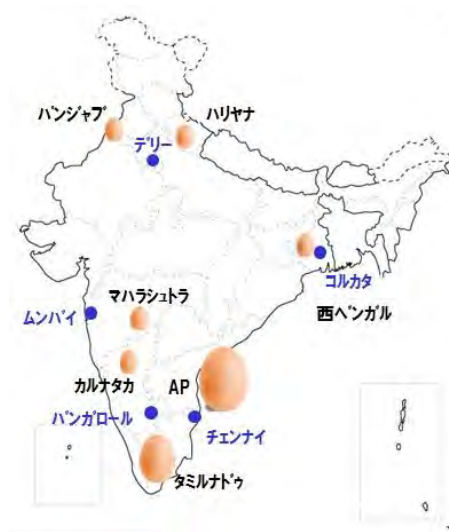 パンジャブ
ハリヤナ
デリー
コルカタ
西ベンガル
マハラシュトラ
ムンバイ
カルナタカ
AP
バンガロール
チェンナイ
タミルナドゥ